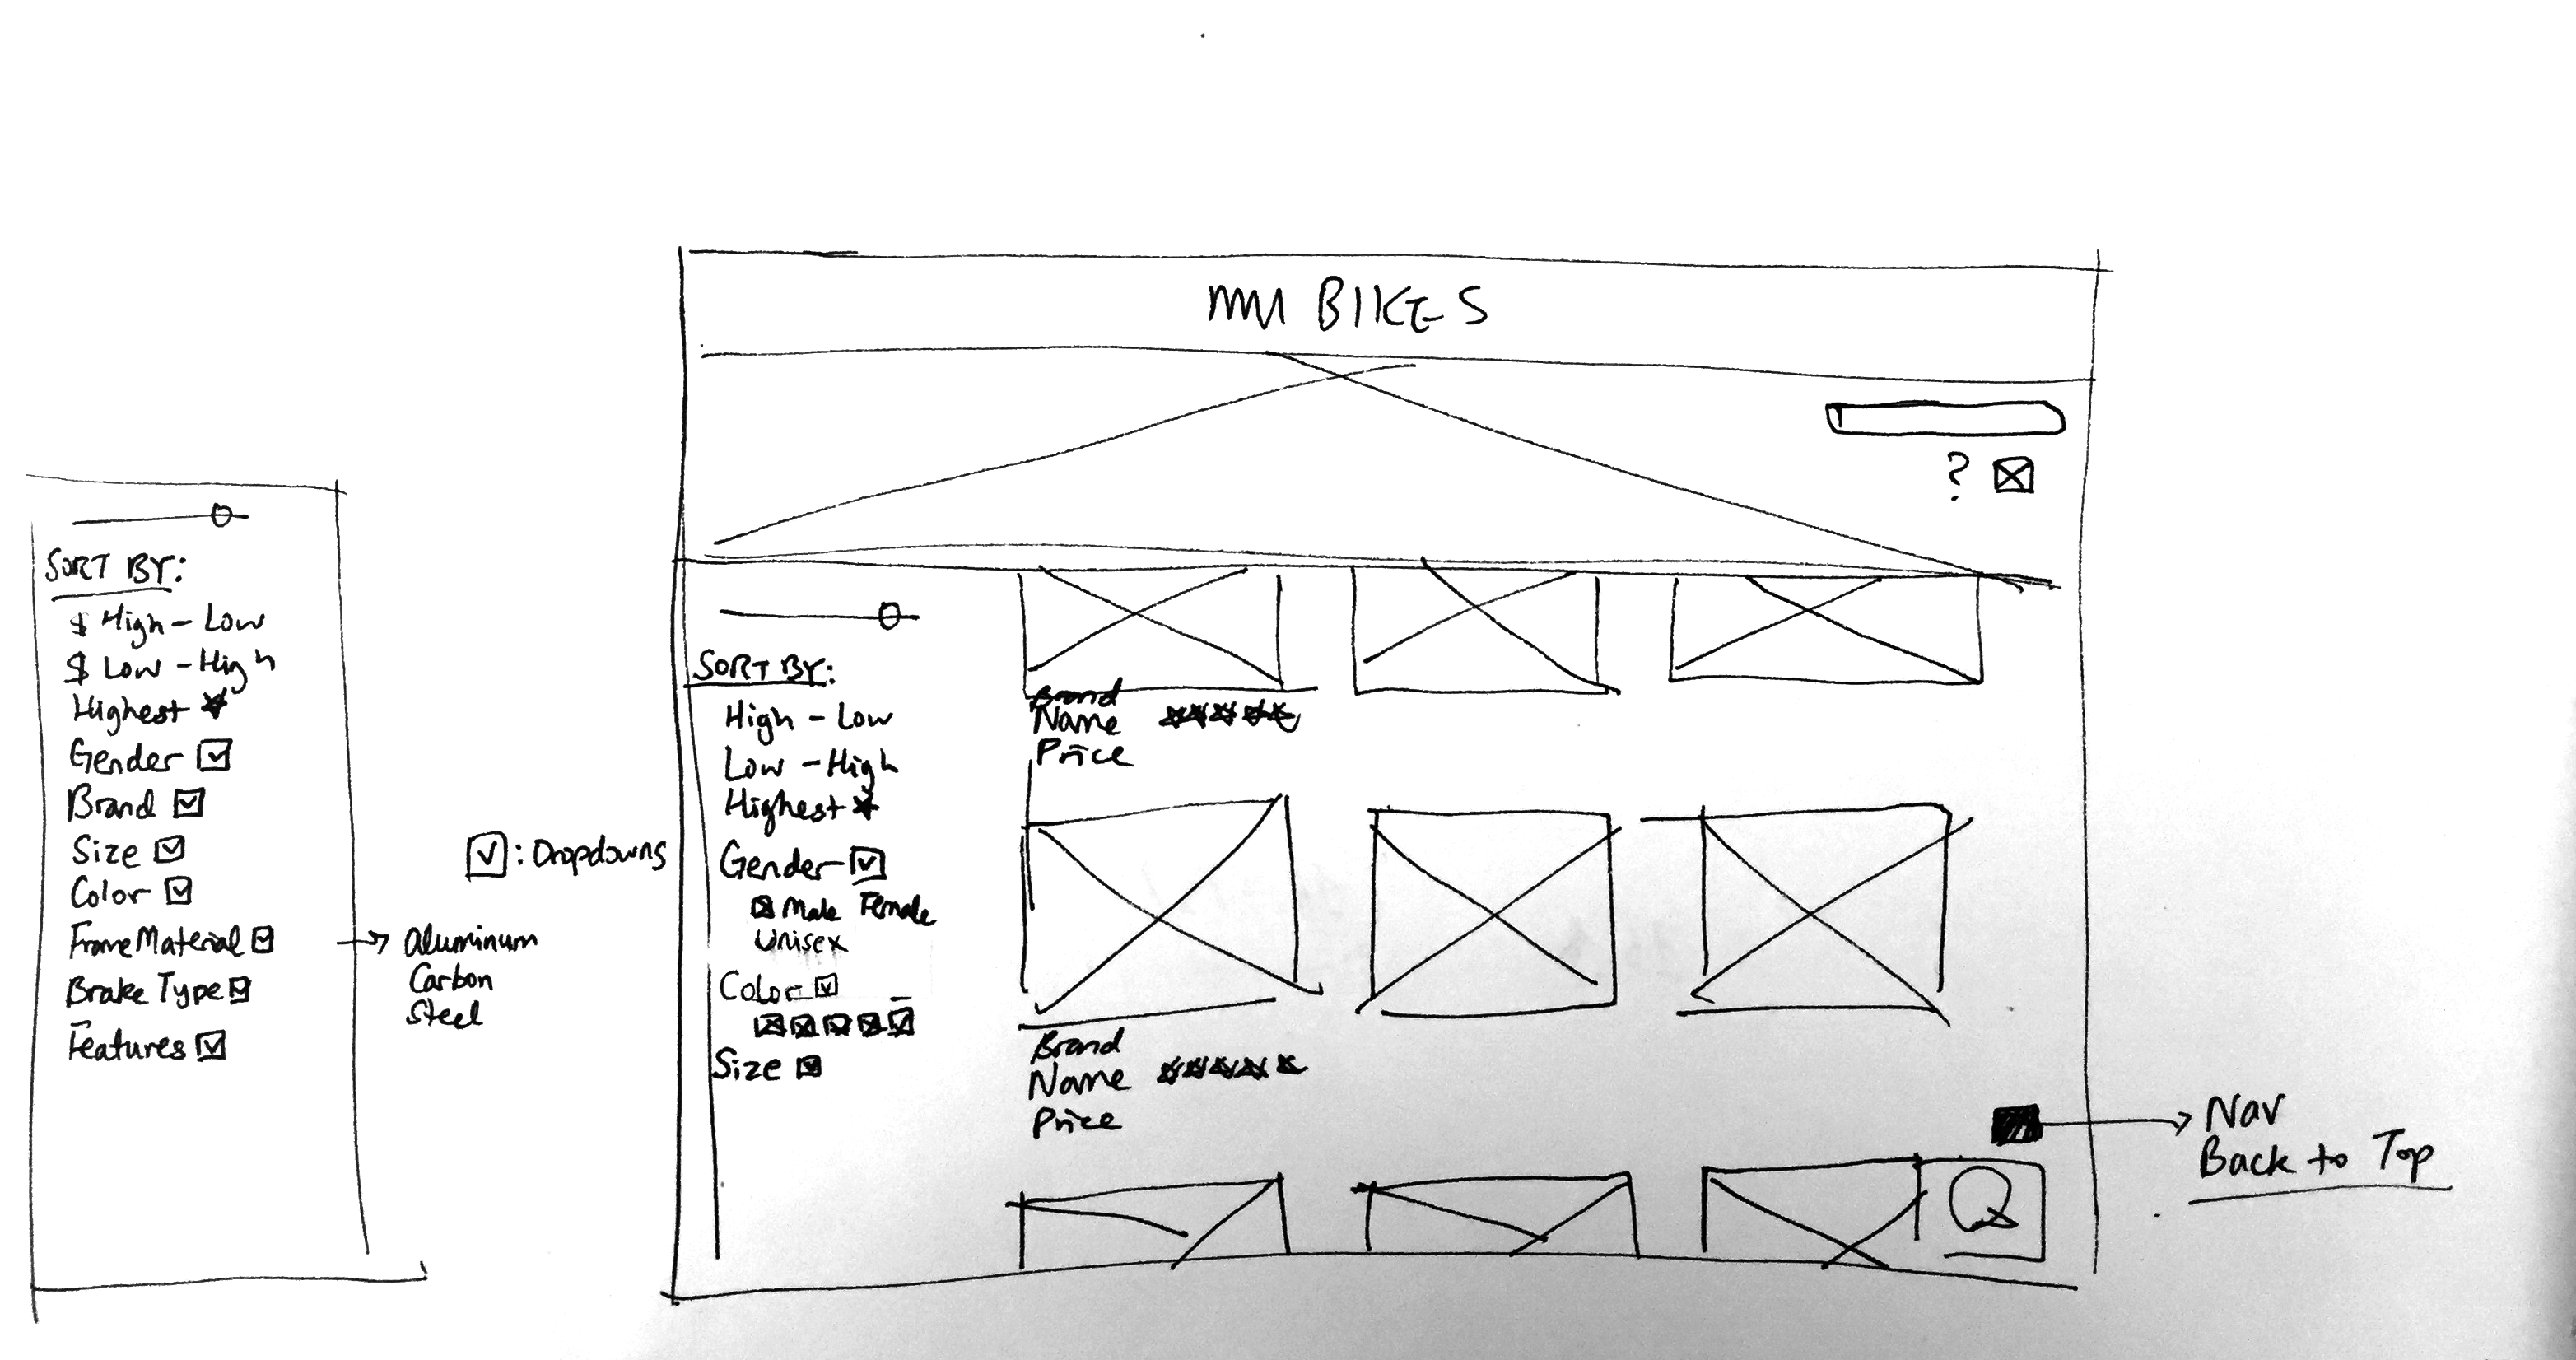 SORT BY:
$ High - Low
$ Low - High
Highest ★
Gender
Brand
Size
Color
Frame Material
Brake Type
Features
Aluminum
Carbon
Steel
: Dropdowns
BIKES
?
SORT BY:
High - Low
Low - High
Highest ★
Gender
Male Female
Unisex
Color
Size
Brand
Name ★★★★★
Price
Brand
Name ★★★★★
Price
Nav
Back to Top